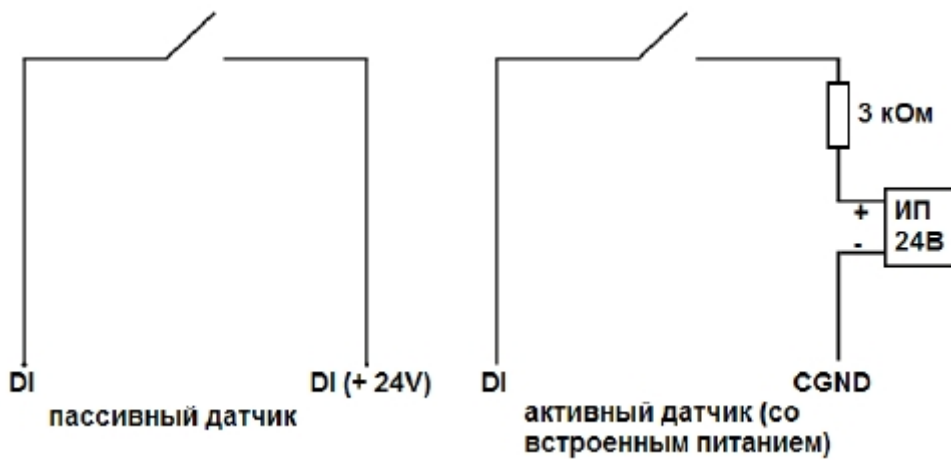 3 кОм
+ ИП
- 24В
DI
DI (+ 24V)
DI
CGND
пассивный датчик
активный датчик (со
встроенным питанием)